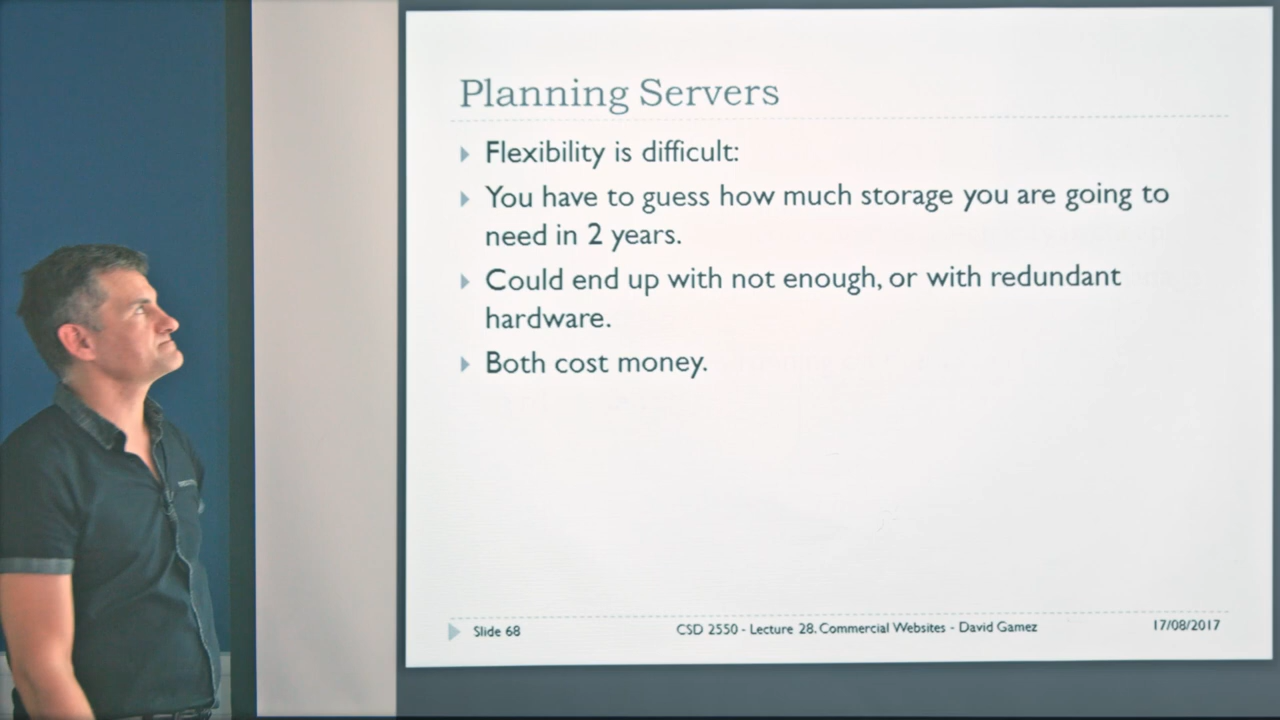 Planning Servers
Flexibility is difficult:
You have to guess how much storage you are going to
need in 2 years.
Could end up with not enough, or with redundant
hardware.
Both cost money.
Slide 68
CSD 2550 - Lecture 28. Commercial Websites - David Gamez
17/08/2017